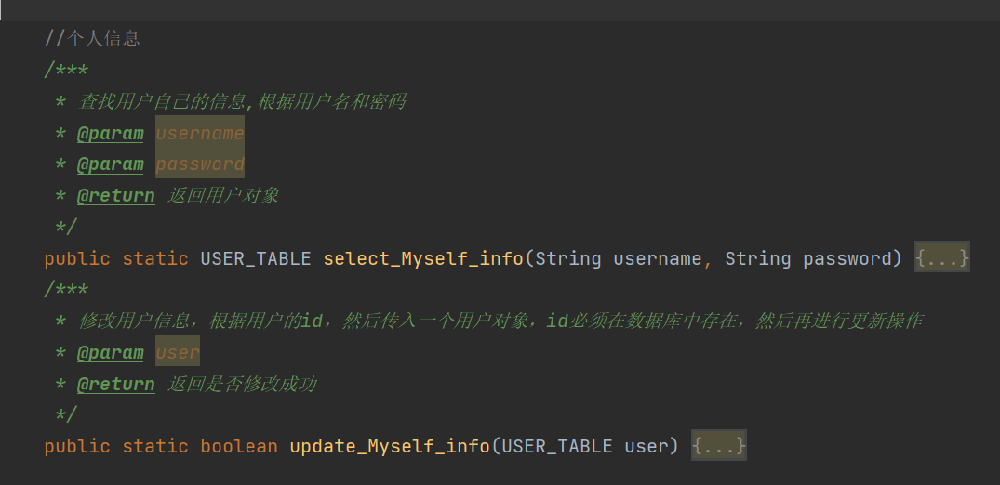 //个人信息
/***
* 查找用户自己的信息,根据用户名和密码
* @param username
* @param password
* @return 返回用户对象
*/
public static USER_TABLE select_Myself_info(String username, String password) {...}
/***
* 修改用户信息，根据用户的id，然后传入一个用户对象，id必须在数据库中存在，然后再进行更新操作
* @param user
* @return 返回是否修改成功
*/
public static boolean update_Myself_info(USER_TABLE user) {...}